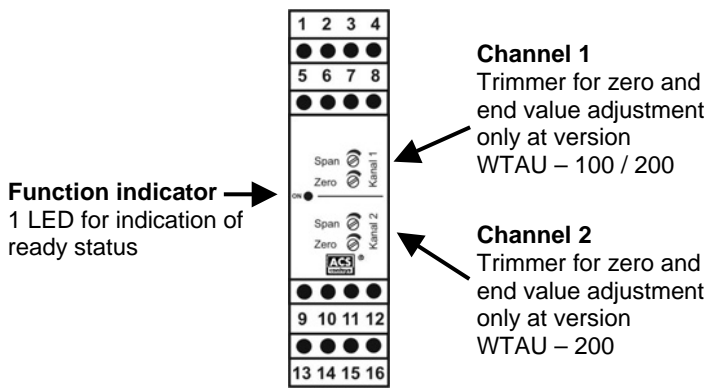 1 2 3 4
5 6 7 8
Channel 1
Trimmer for zero and
end value adjustment
only at version
WTAU – 100 / 200
Span
Zero
Kanal 1
Function indicator
1 LED for indication of
ready status
ON
Span
Zero
Kanal 2
Channel 2
Trimmer for zero and
end value adjustment
only at version
WTAU – 200
ACS
®
9 10 11 12
13 14 15 16